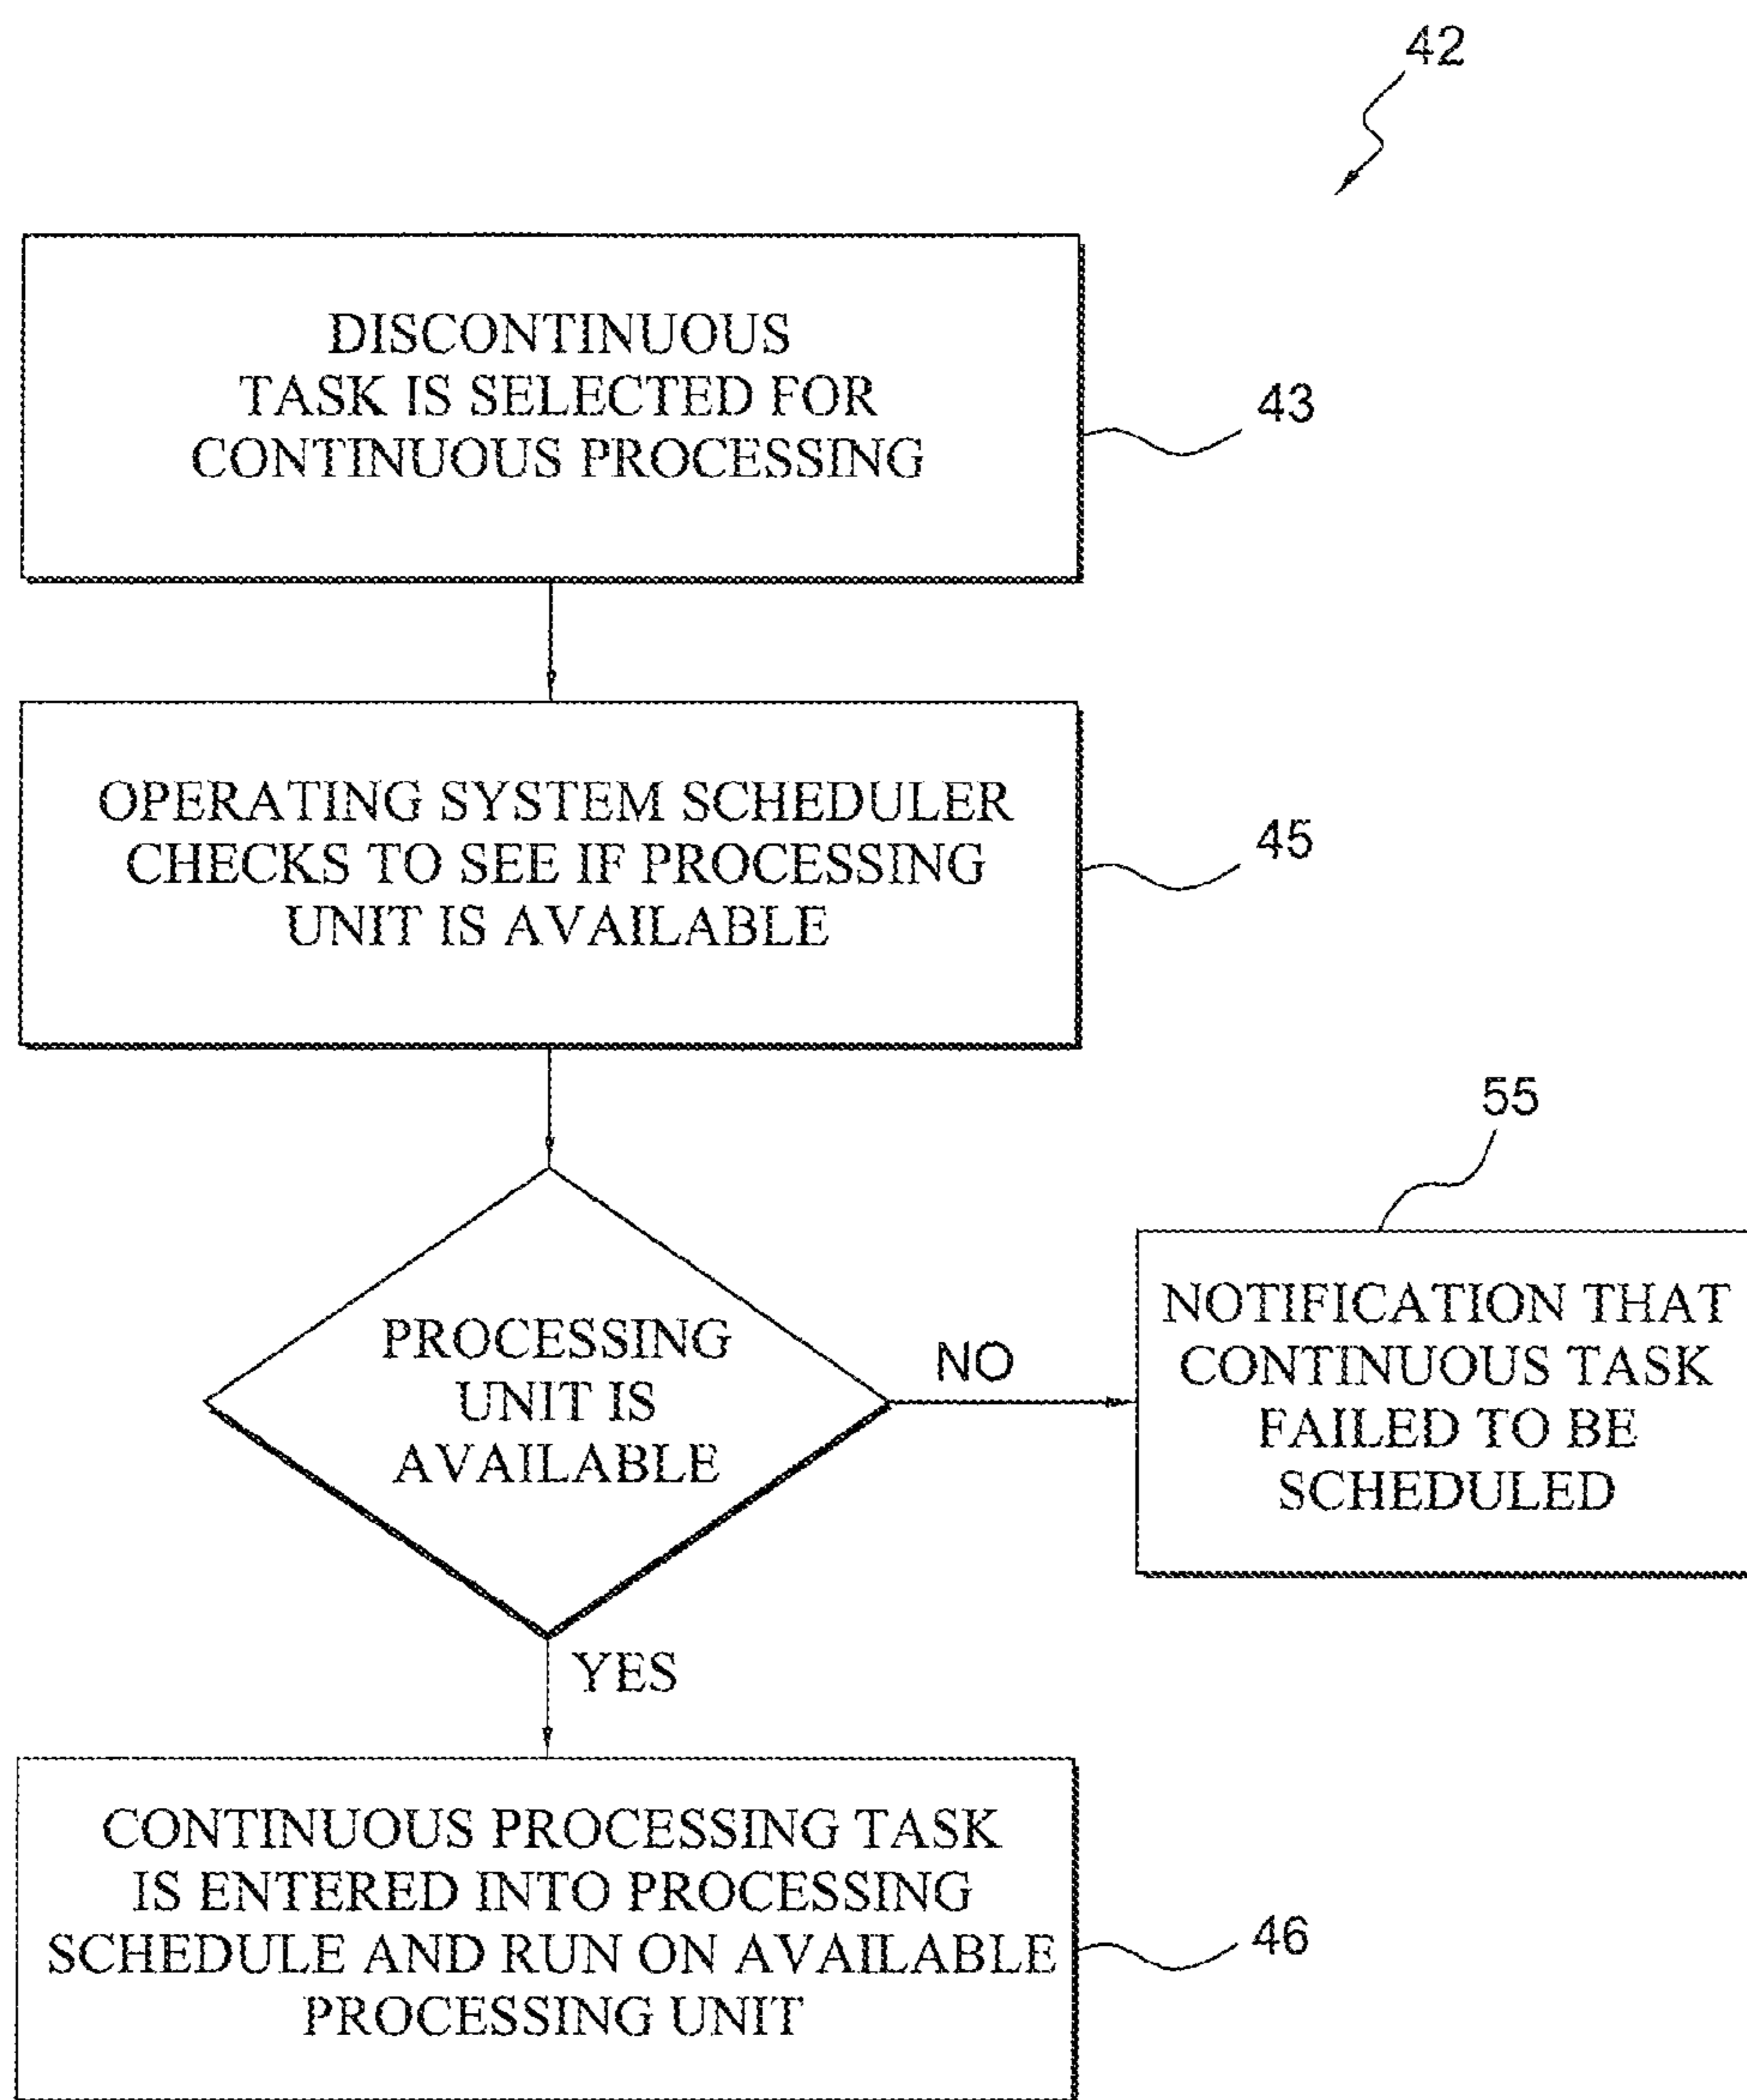 42
DISCONTINUOUS
TASK IS SELECTED FOR
CONTINUOUS PROCESSING
43
OPERATING SYSTEM SCHEDULER
CHECKS TO SEE IF PROCESSING
UNIT IS AVAILABLE
45
PROCESSING
UNIT IS
AVAILABLE
NO
55
NOTIFICATION THAT
CONTINUOUS TASK
FAILED TO BE
SCHEDULED
YES
CONTINUOUS PROCESSING TASK
IS ENTERED INTO PROCESSING
SCHEDULE AND RUN ON AVAILABLE
PROCESSING UNIT
46